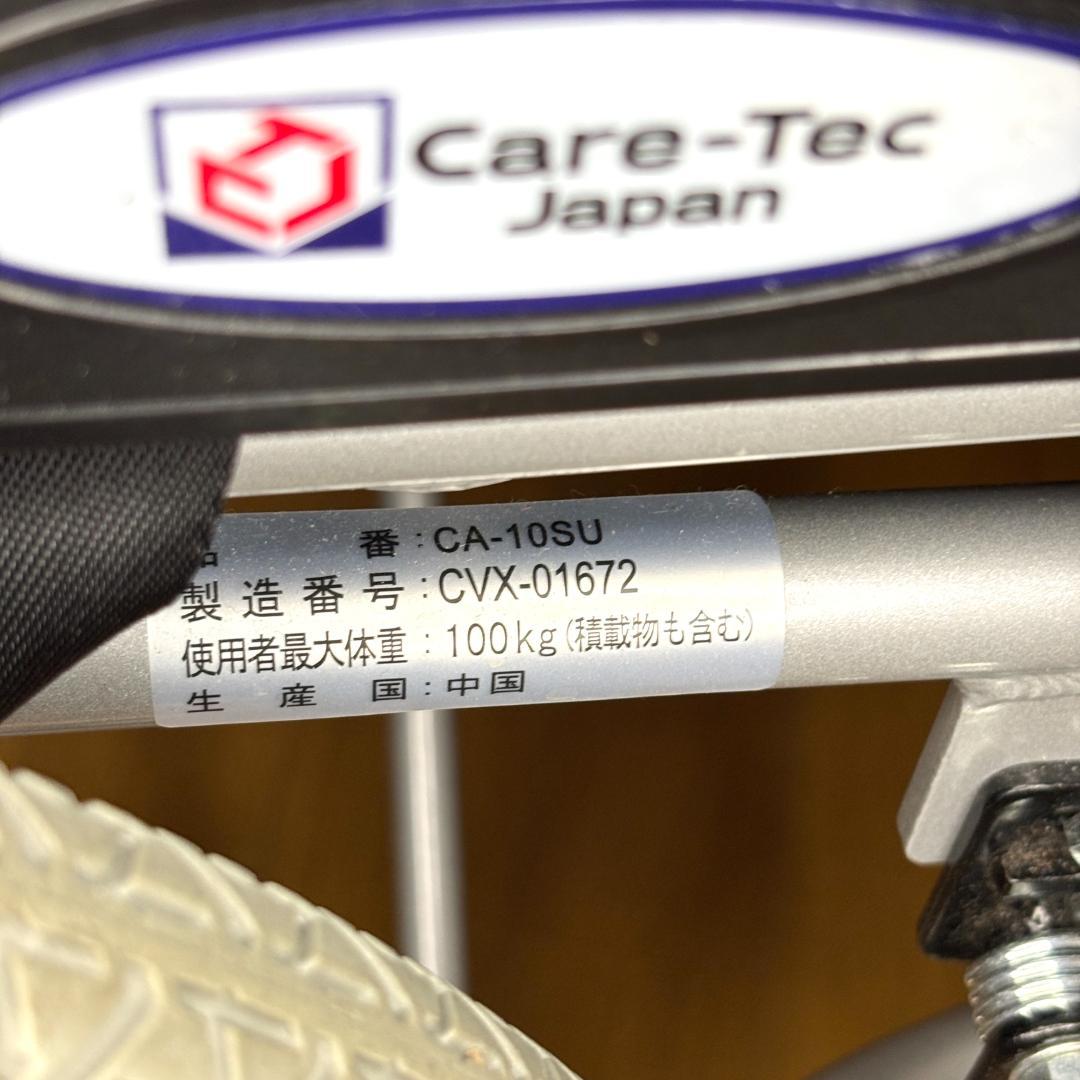 Care-Tec
Japan
番：CA-10SU
製造番号：CVX-01672
使用者最大体重：100kg（積載物も含む）
生産国：中国